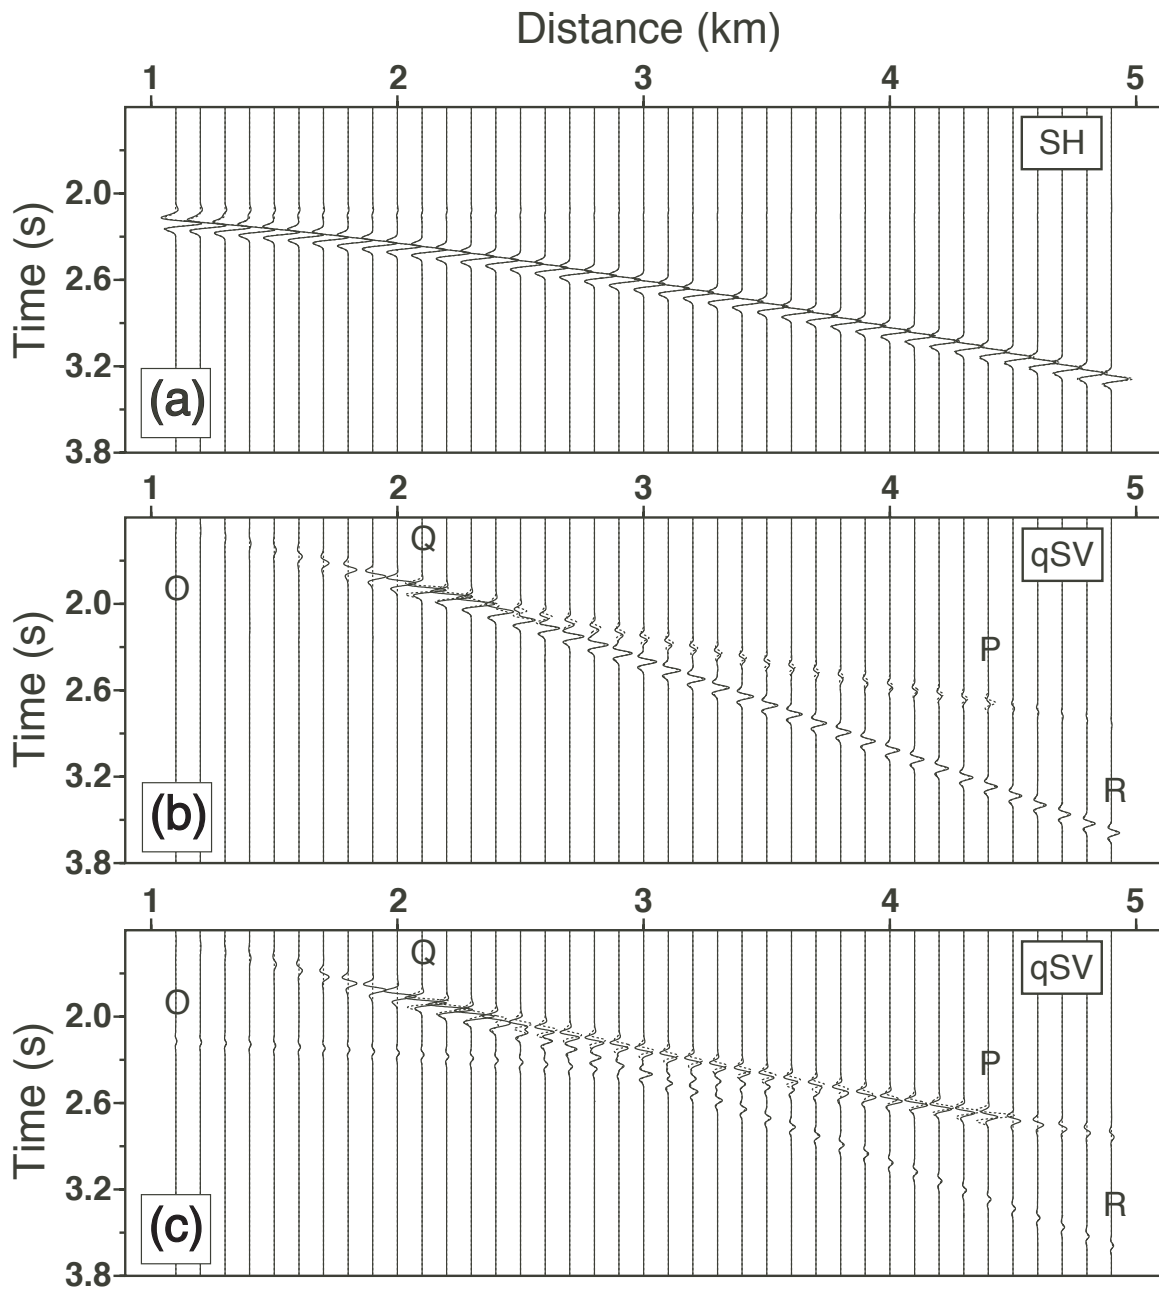 Distance (km)
1 2 3 4 5
SH
2.0
2.6
3.2
3.8
Time (s)
(a)
1 2 3 4 5
Q
qSV
O
2.0
P
2.6
3.2
R
3.8
Time (s)
(b)
1 2 3 4 5
Q
qSV
O
2.0
P
2.6
3.2
R
3.8
Time (s)
(c)